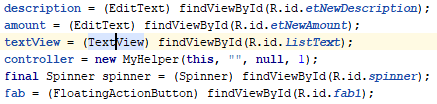 description = (EditText) findViewById(R.id.etNewDescription);
amount = (EditText) findViewById(R.id.etNewAmount);
textView = (TextView) findViewById(R.id.listText);
controller = new MyHelper(this, "", null, 1);
final Spinner spinner = (Spinner) findViewById(R.id.spinner);
fab = (FloatingActionButton) findViewById(R.id.fab1);